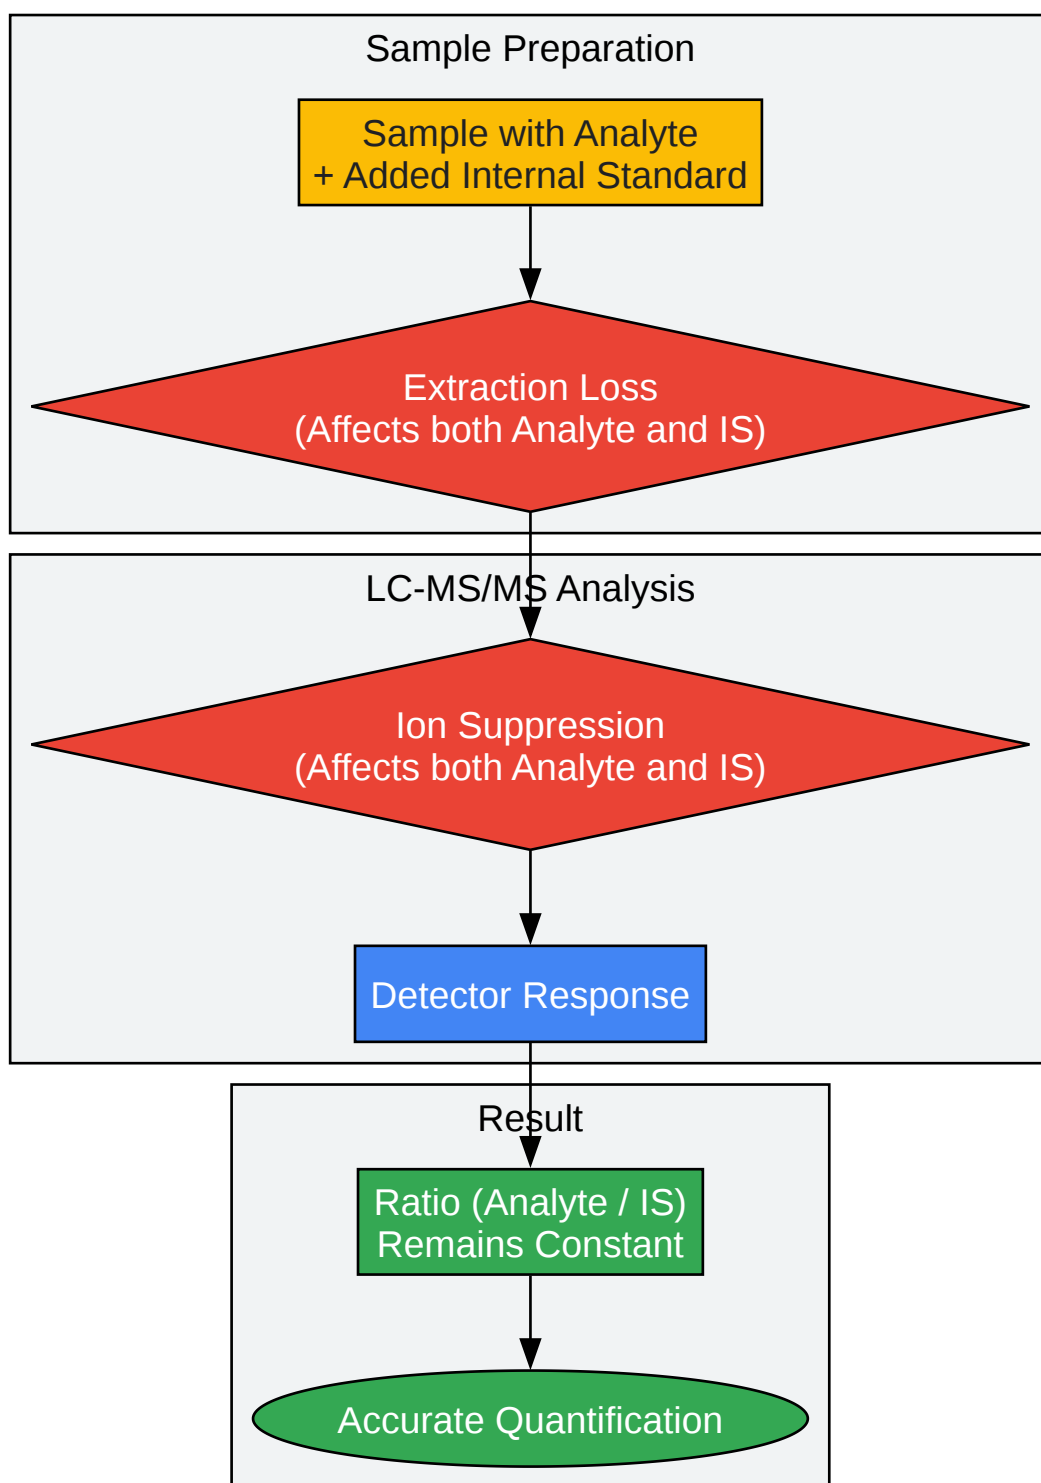 Sample Preparation
Sample with Analyte
+ Added Internal Standard
Extraction Loss
(Affects both Analyte and IS)
LC-MS/MS Analysis
Ion Suppression
(Affects both Analyte and IS)
Detector Response
Result
Ratio (Analyte / IS)
Remains Constant
Accurate Quantification